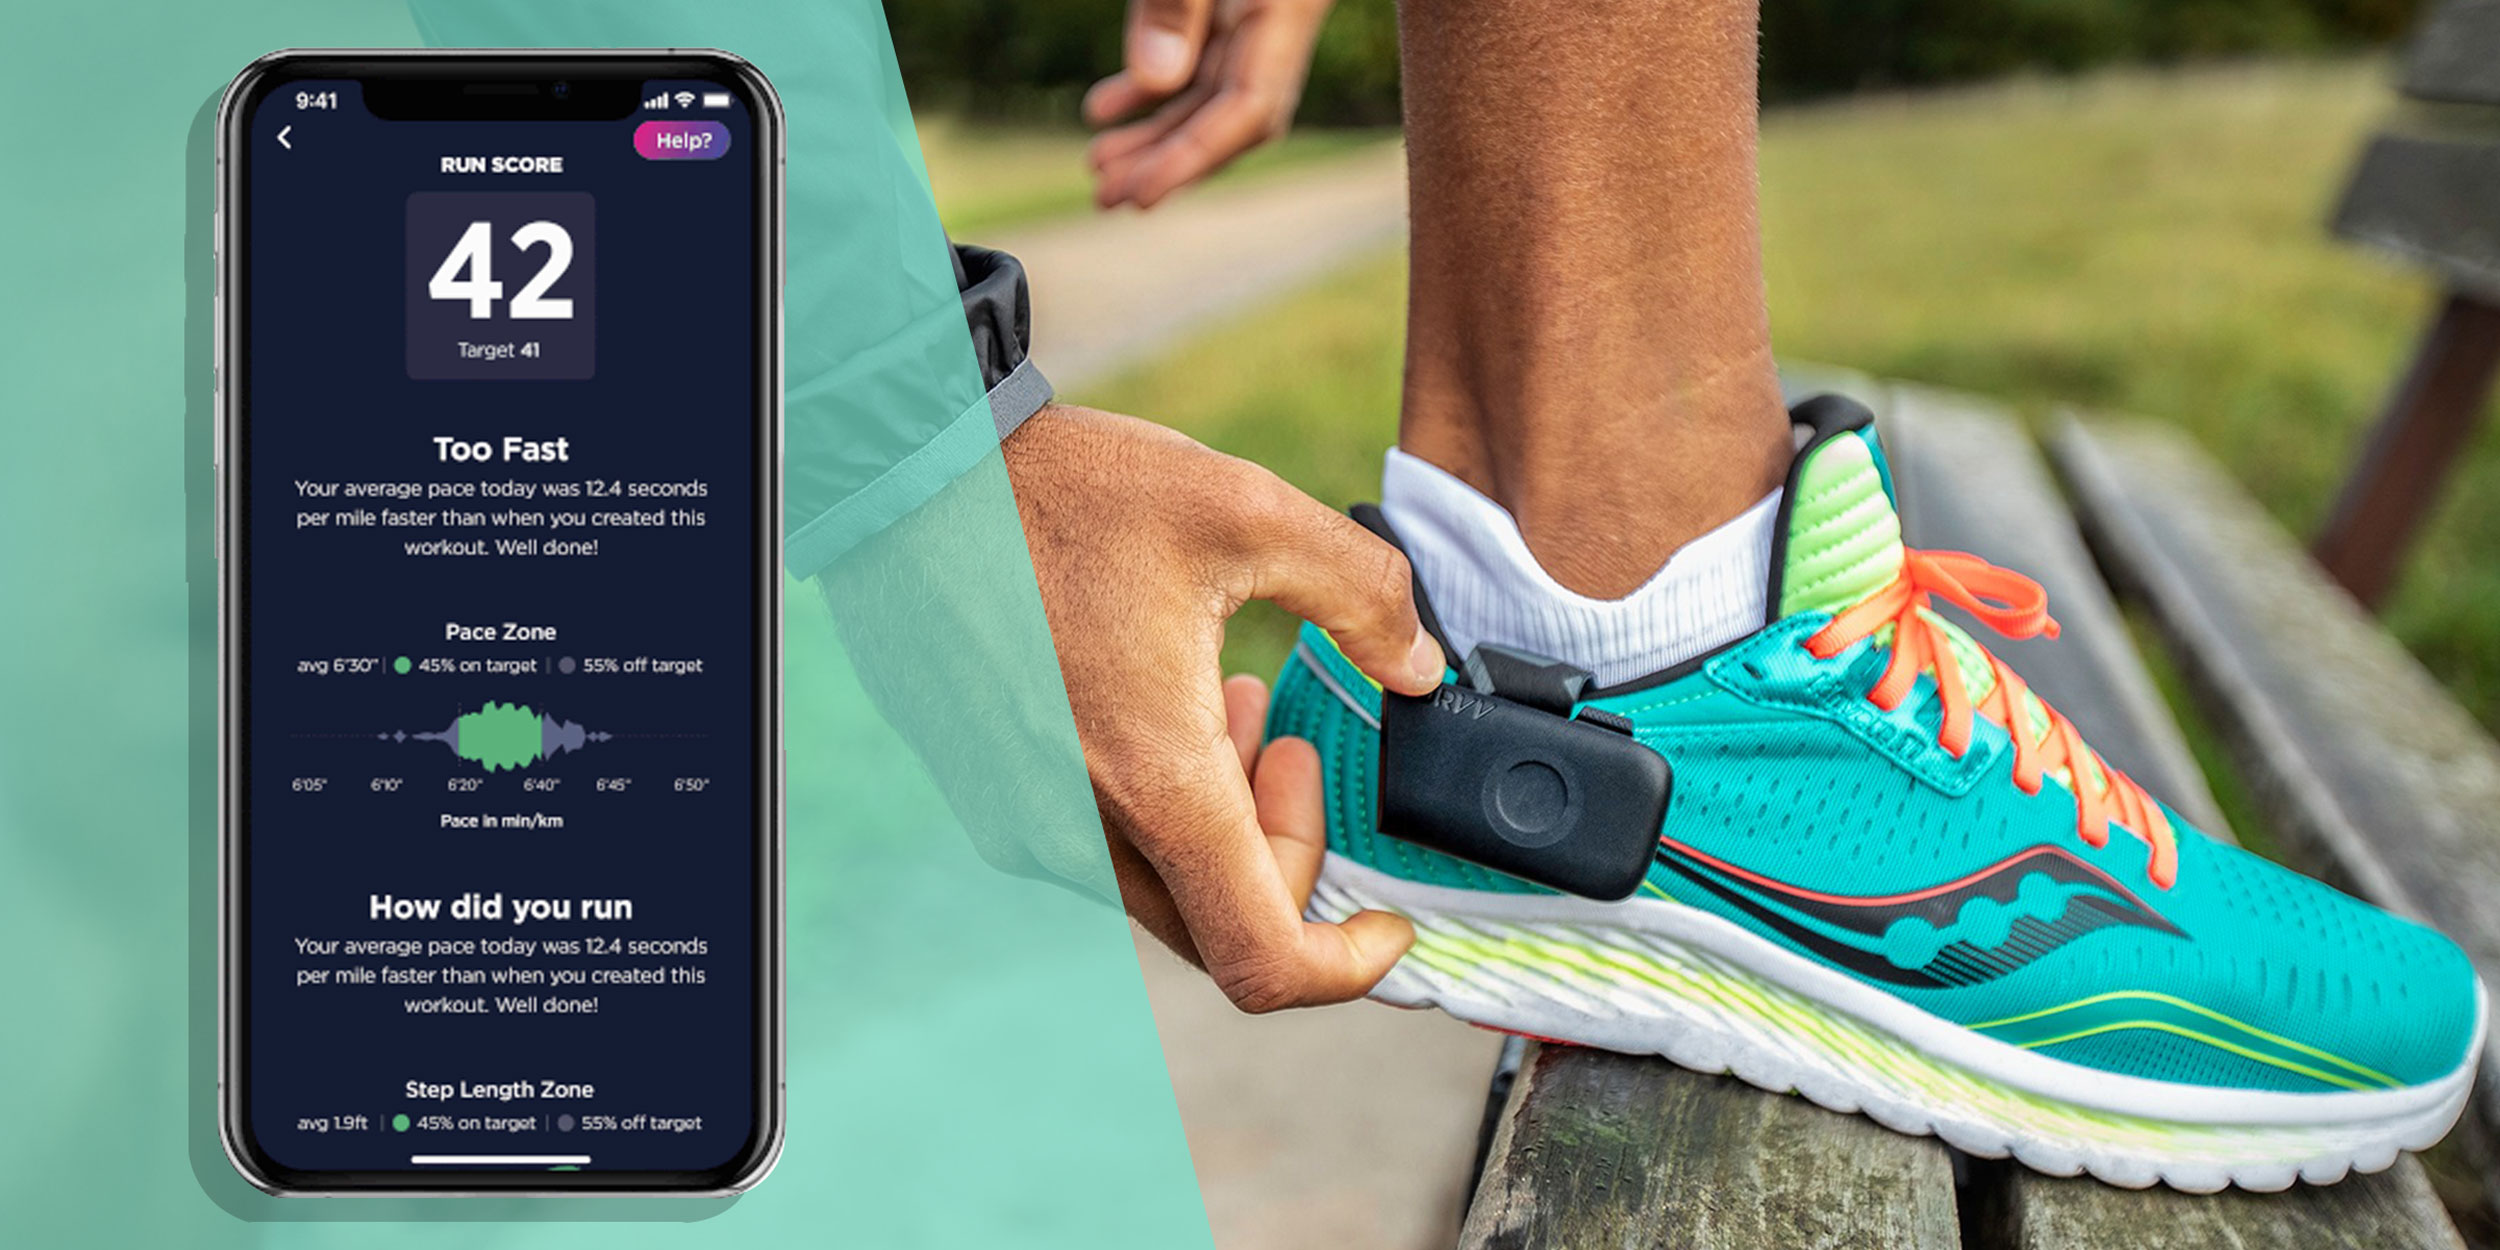 9:41
Help?
RUN SCORE
42
Target 41
Too Fast
Your average pace today was 12.4 seconds
per mile faster than when you created this
workout. Well done!
Pace Zone
avg 6'30" | 45% on target | 55% off target
6'05" 6'10" 6'20" 6'40" 6'45" 6'50"
Pace in min/km
How did you run
Your average pace today was 12.4 seconds
per mile faster than when you created this
workout. Well done!
Step Length Zone
avg 1.9ft | 45% on target | 55% off target
RVV